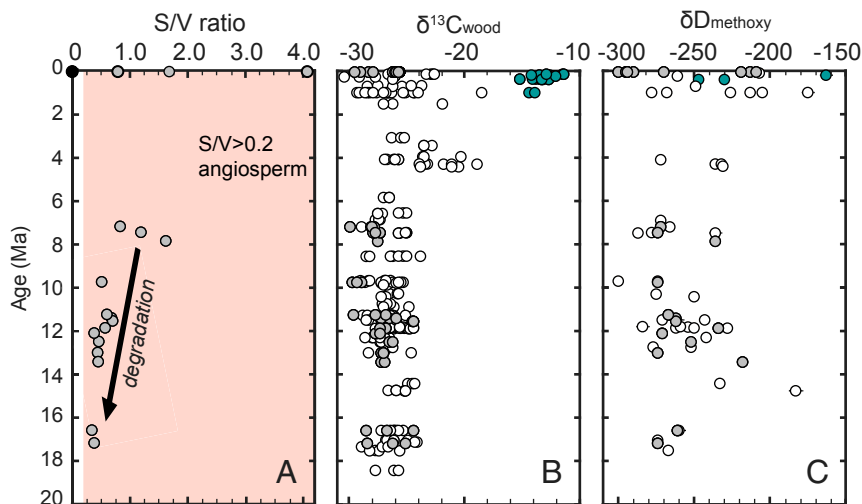 S/V ratio
δ13Cwood
δDmethoxy
0 1.0 2.0 3.0 4.0
-30 -20 -10
-300 -250 -200 -150
0
2
4
6
8
10
12
14
16
18
20
Age (Ma)
S/V>0.2
angiosperm
degradation
A
B
C